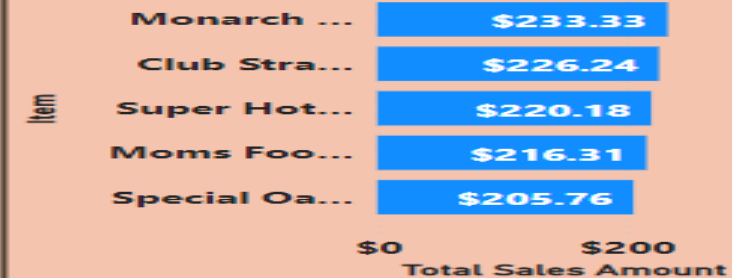 Monarch ... $233.33
Club Stra... $226.24
Item
Super Hot... $220.18
Moms Foo... $216.31
Special Oa... $205.76
$0 $200
Total Sales Amount